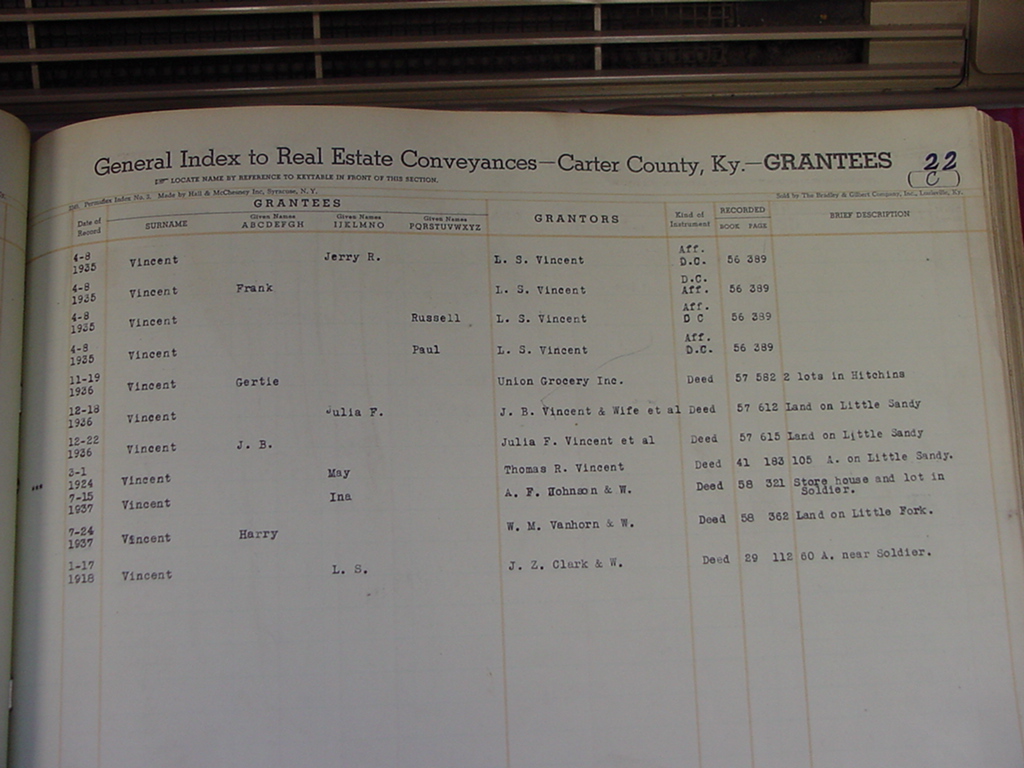 General Index to Real Estate Conveyances—Carter County, Ky.—GRANTEES 22
( C )
LOCATE NAME BY REFERENCE TO KEYTABLE IN FRONT OF THIS SECTION.
Index No. 2. Made by Hall & McChesney Inc, Syracuse, N. Y. Sold by The Bradley & Gilbert Company, Inc., Louisville, Ky.
GRANTEES
Date of Record SURNAME Given Names ABCDEFGH Given Names IJKLMNO Given Names PQRSTUVWXYZ GRANTORS Kind of Instrument RECORDED BOOK PAGE BRIEF DESCRIPTION
4-8 1935 Vincent Jerry R. L. S. Vincent Aff. D.C. 56 389
4-8 1935 Vincent Frank L. S. Vincent D.C. Aff. 56 389
4-8 1935 Vincent Russell L. S. Vincent Aff. D C 56 389
4-8 1935 Vincent Paul L. S. Vincent Aff. D.C. 56 389
11-19 1936 Vincent Gertie Union Grocery Inc. Deed 57 582 2 lots in Hitchins
12-18 1936 Vincent Julia F. J. B. Vincent & Wife et al Deed 57 612 Land on Little Sandy
12-22 1936 Vincent J. B. Julia F. Vincent et al Deed 57 615 Land on Little Sandy
3-1 1924 Vincent May Thomas R. Vincent Deed 41 183 105 A. on Little Sandy.
7-15 1937 Vincent Ina A. F. Johnson & W. Deed 58 321 Store house and lot in Soldier.
7-24 1937 Vincent Harry W. M. Vanhorn & W. Deed 58 362 Land on Little Fork.
1-17 1918 Vincent L. S. J. Z. Clark & W. Deed 29 112 60 A. near Soldier.